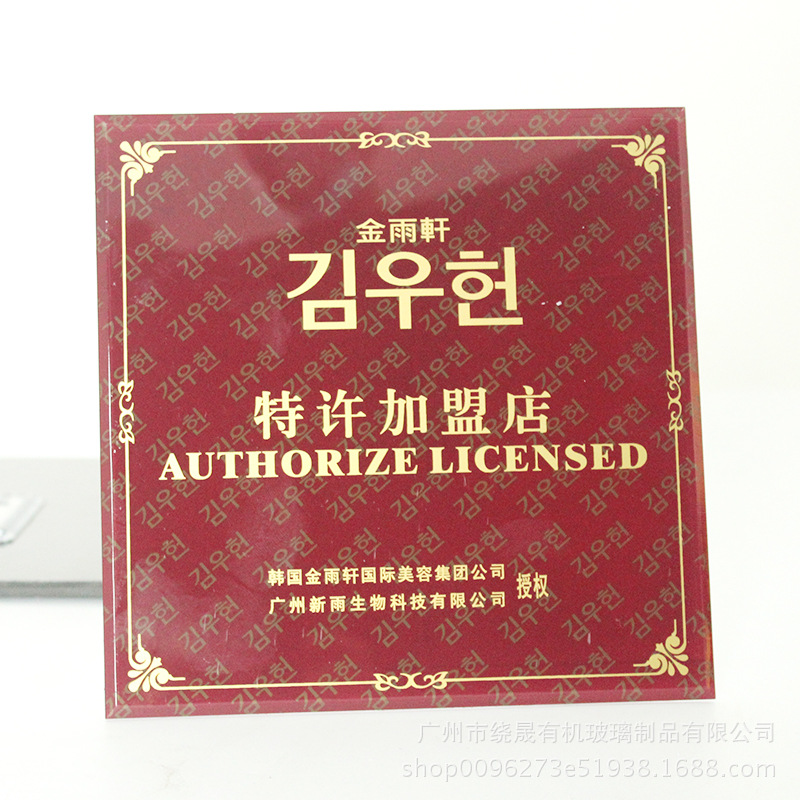 金雨軒
김우헌
特许加盟店
AUTHORIZE LICENSED
韩国金雨轩国际美容集团公司
广州新雨生物科技有限公司 授权
广州市绕晟有机玻璃制品有限公司
shop0096273e51938.1688.com